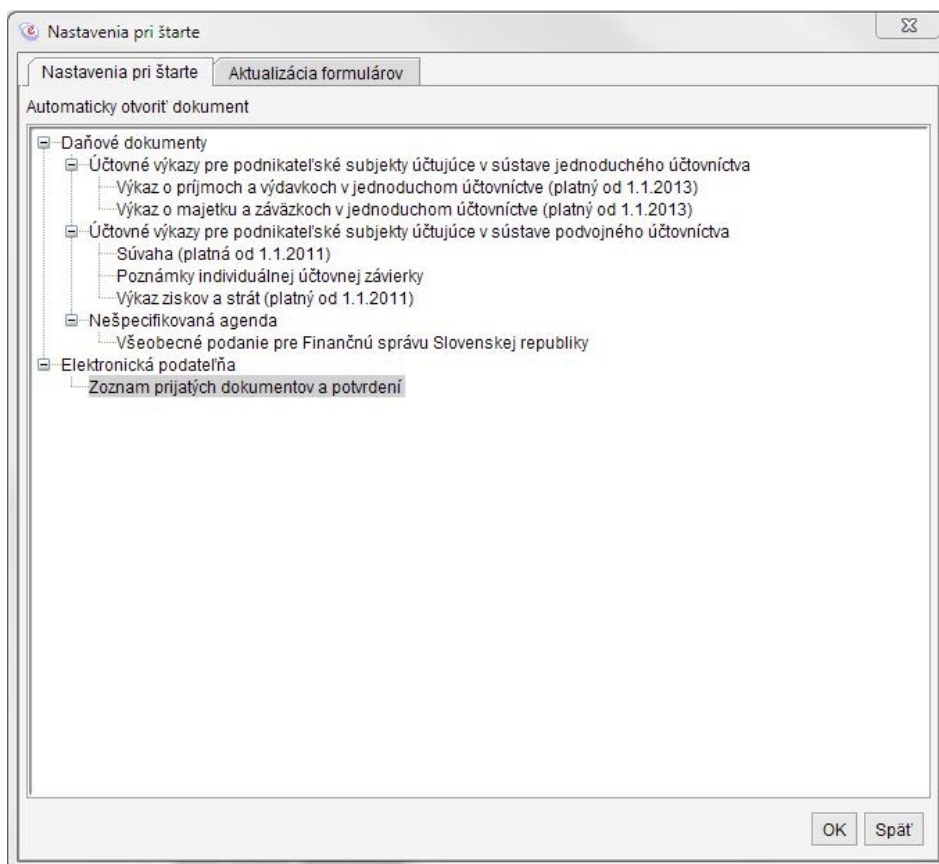 Nastavenia pri štarte
Nastavenia pri štarte Aktualizácia formulárov
Automaticky otvoriť dokument
Daňové dokumenty
Účtovné výkazy pre podnikateľské subjekty účtujúce v sústave jednoduchého účtovníctva
Výkaz o príjmoch a výdavkoch v jednoduchom účtovníctve (platný od 1.1.2013)
Výkaz o majetku a záväzkoch v jednoduchom účtovníctve (platný od 1.1.2013)
Účtovné výkazy pre podnikateľské subjekty účtujúce v sústave podvojného účtovníctva
Súvaha (platná od 1.1.2011)
Poznámky individuálnej účtovnej závierky
Výkaz ziskov a strát (platný od 1.1.2011)
Nešpecifikovaná agenda
Všeobecné podanie pre Finančnú správu Slovenskej republiky
Elektronická podateľňa
Zoznam prijatých dokumentov a potvrdení
OK Späť